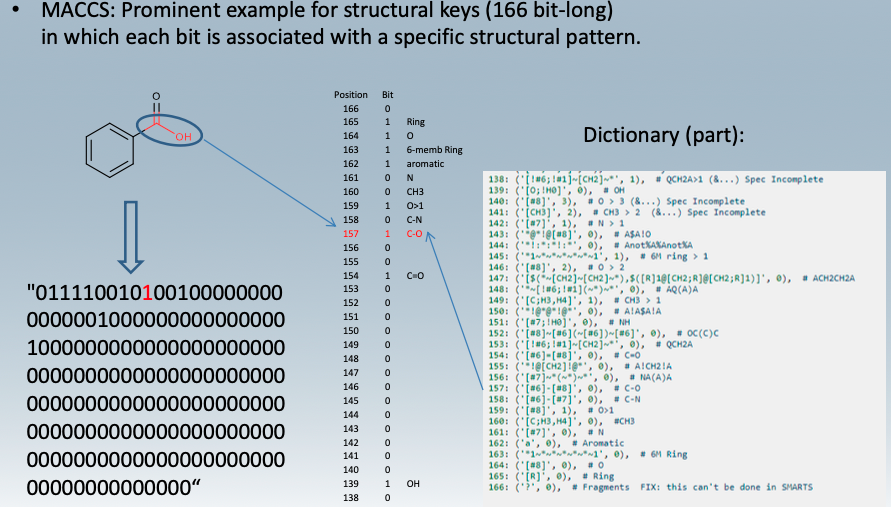 • MACCS: Prominent example for structural keys (166 bit-long)
in which each bit is associated with a specific structural pattern.
O
OH
"011110010100100000000
0000001000000000000000
1000000000000000000000
0000000000000000000000
0000000000000000000000
0000000000000000000000
0000000000000000000000
00000000000000“
Position Bit
166 0
165 1 Ring
164 1 O
163 1 6-memb Ring
162 1 aromatic
161 0 N
160 0 CH3
159 1 O>1
158 0 C-N
157 1 C-O
156 0
155 0
154 1 C=O
153 0
152 0
151 0
150 0
149 0
148 0
147 0
146 0
145 0
144 0
143 0
142 0
141 0
140 0
139 1 OH
138 0
Dictionary (part):
138: ('[!#6;!#1]~[CH2]~*', 1), # QCH2A>1 (&...) Spec Incomplete
139: ('[O;!H0]', 0), # OH
140: ('[#8]', 3), # O > 3 (&...) Spec Incomplete
141: ('[CH3]', 2), # CH3 > 2 (&...) Spec Incomplete
142: ('[#7]', 1), # N > 1
143: ('*@*!@[#8]', 0), # A$A!O
144: ('*!:*:*!:*', 0), # Anot%A%Anot%A
145: ('*1~*~*~*~*~*~1', 1), # 6M ring > 1
146: ('[#8]', 2), # O > 2
147: ('[$(*~[CH2]~[CH2]~*),$([R]1@[CH2;R]@[CH2;R]1)]', 0), # ACH2CH2A
148: ('*~[!#6;!#1](~*)~*', 0), # AQ(A)A
149: ('[C;H3,H4]', 1), # CH3 > 1
150: ('*!@*@*!@*', 0), # A!A$A!A
151: ('[#7;!H0]', 0), # NH
152: ('[#8]~[#6](~[#6])~[#6]', 0), # OC(C)C
153: ('[!#6;!#1]~[CH2]~*', 0), # QCH2A
154: ('[#6]=[#8]', 0), # C=O
155: ('*!@[CH2]!@*', 0), # A!CH2!A
156: ('[#7]~*(~*)~*', 0), # NA(A)A
157: ('[#6]-[#8]', 0), # C-O
158: ('[#6]-[#7]', 0), # C-N
159: ('[#8]', 1), # O>1
160: ('[C;H3,H4]', 0), #CH3
161: ('[#7]', 0), # N
162: ('a', 0), # Aromatic
163: ('*1~*~*~*~*~*~1', 0), # 6M Ring
164: ('[#8]', 0), # O
165: ('[R]', 0), # Ring
166: ('?', 0), # Fragments FIX: this can't be done in SMARTS